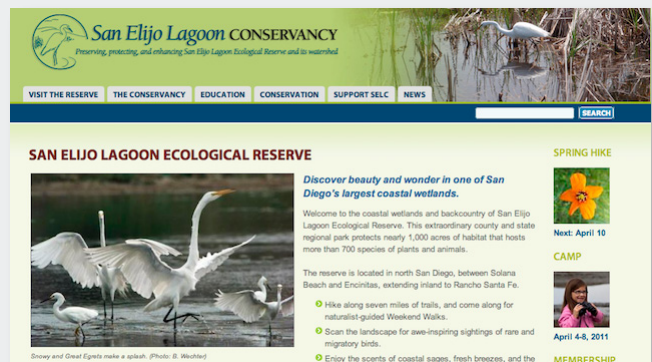 San Elijo Lagoon CONSERVANCY
Preserving, protecting, and enhancing San Elijo Lagoon Ecological Reserve and its watershed
VISIT THE RESERVE THE CONSERVANCY EDUCATION CONSERVATION SUPPORT SELC NEWS
SEARCH
SAN ELIJO LAGOON ECOLOGICAL RESERVE
Snowy and Great Egrets make a splash. (Photo: B. Wechter)
Discover beauty and wonder in one of San
Diego's largest coastal wetlands.
Welcome to the coastal wetlands and backcountry of San Elijo
Lagoon Ecological Reserve. This extraordinary county and state
regional park protects nearly 1,000 acres of habitat that hosts
more than 700 species of plants and animals.
The reserve is located in north San Diego, between Solana
Beach and Encinitas, extending inland to Rancho Santa Fe.
Hike along seven miles of trails, and come along for
naturalist-guided Weekend Walks.
Scan the landscape for awe-inspiring sightings of rare and
migratory birds.
Enjoy the scents of coastal sages, fresh breezes, and the
SPRING HIKE
Next: April 10
CAMP
April 4-8, 2011
MEMBERSHIP